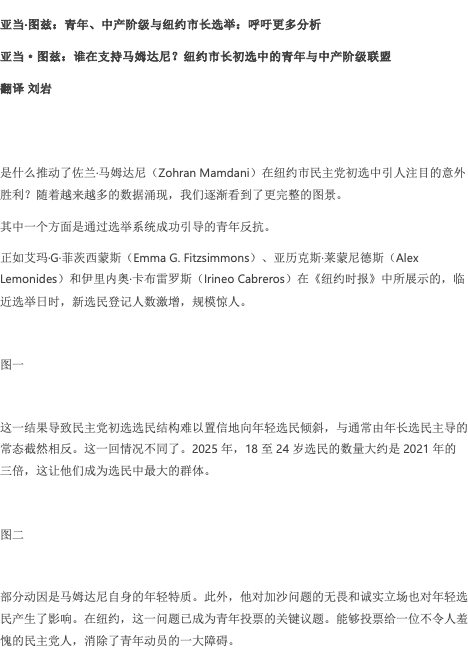 亚当·图兹：青年、中产阶级与纽约市长选举：呼吁更多分析
亚当·图兹：谁在支持马姆达尼？纽约市长初选中的青年与中产阶级联盟
翻译 刘岩
是什么推动了佐兰·马姆达尼（Zohran Mamdani）在纽约市民主党初选中引人注目的意外
胜利？随着越来越多的数据涌现，我们逐渐看到了更完整的图景。
其中一个方面是通过选举系统成功引导的青年反抗。
正如艾玛·G·菲茨西蒙斯（Emma G. Fitzsimmons）、亚历克斯·莱蒙尼德斯（Alex
Lemonides）和伊里内奥·卡布雷罗斯（Irineo Cabreros）在《纽约时报》中所展示的，临
近选举日时，新选民登记人数激增，规模惊人。
图一
这一结果导致民主党初选选民结构难以置信地向年轻选民倾斜，与通常由年长选民主导的
常态截然相反。这一回情况不同了。2025 年，18 至 24 岁选民的数量大约是 2021 年的
三倍，这让他们成为选民中最大的群体。
图二
部分动因是马姆达尼自身的年轻特质。此外，他对加沙问题的无畏和诚实立场也对年轻选
民产生了影响。在纽约，这一问题已成为青年投票的关键议题。能够投票给一位不令人羞
愧的民主党人，消除了青年动员的一大障碍。